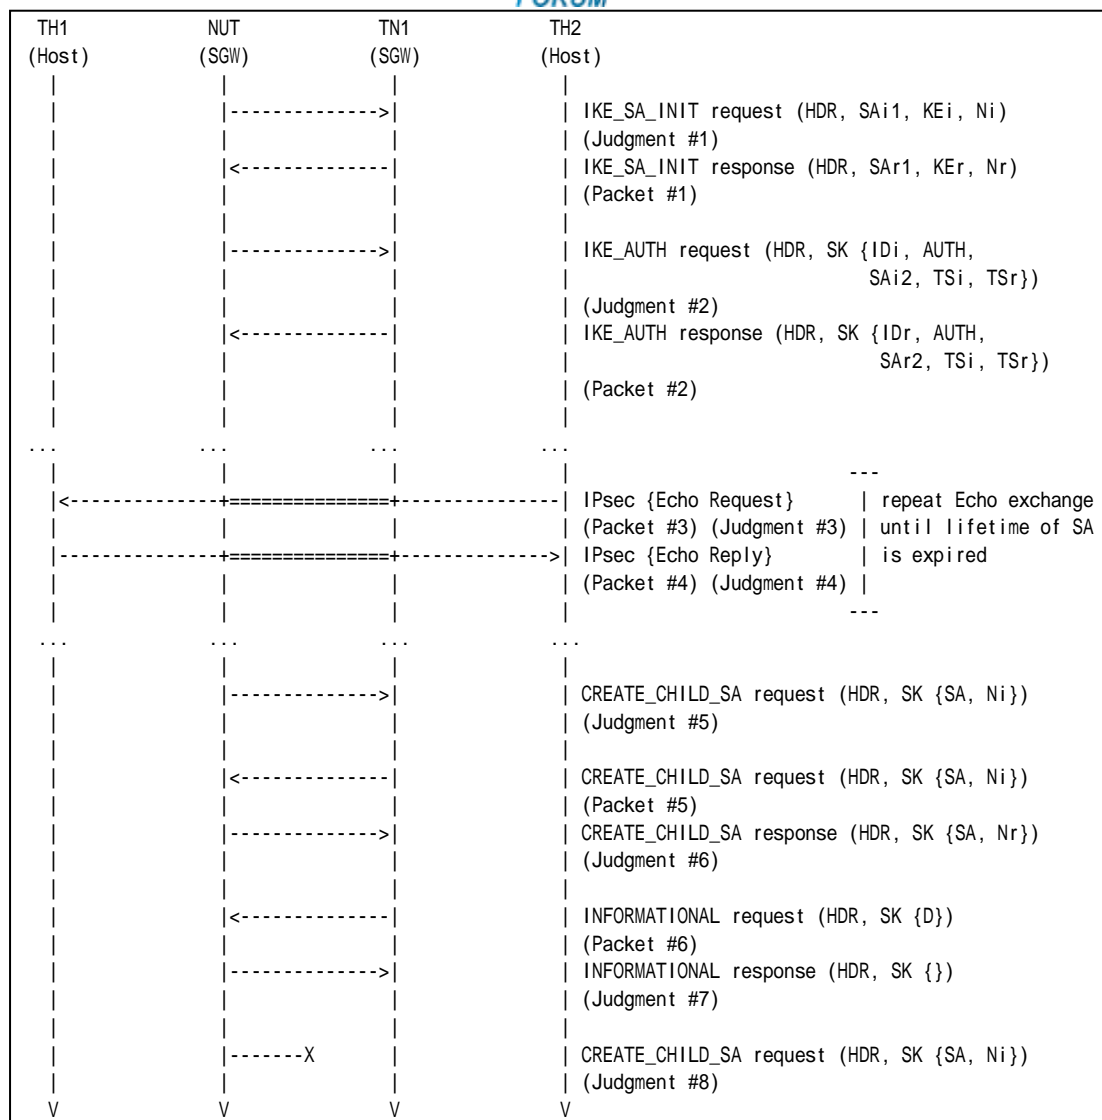 FORUM
TH1 NUT TN1 TH2
(Host) (SGW) (SGW) (Host)
| | | |
| |-------------->| | IKE_SA_INIT request (HDR, SAi1, KEi, Ni)
| | | | (Judgment #1)
| |<--------------| | IKE_SA_INIT response (HDR, SAr1, KEr, Nr)
| | | | (Packet #1)
| | | |
| |-------------->| | IKE_AUTH request (HDR, SK {IDi, AUTH,
| | | | SAi2, TSi, TSr})
| | | | (Judgment #2)
| |<--------------| | IKE_AUTH response (HDR, SK {IDr, AUTH,
| | | | SAr2, TSi, TSr})
| | | | (Packet #2)
| | | |
... ... ... ...
| | | | ---
|<--------------+===============+---------------| IPsec {Echo Request} | repeat Echo exchange
| | | | (Packet #3) (Judgment #3) | until lifetime of SA
|---------------+===============+-------------->| IPsec {Echo Reply} | is expired
| | | | (Packet #4) (Judgment #4) |
| | | | ---
... ... ... ...
| | | |
| |-------------->| | CREATE_CHILD_SA request (HDR, SK {SA, Ni})
| | | | (Judgment #5)
| | | |
| |<--------------| | CREATE_CHILD_SA request (HDR, SK {SA, Ni})
| | | | (Packet #5)
| |-------------->| | CREATE_CHILD_SA response (HDR, SK {SA, Nr})
| | | | (Judgment #6)
| | | |
| |<--------------| | INFORMATIONAL request (HDR, SK {D})
| | | | (Packet #6)
| |-------------->| | INFORMATIONAL response (HDR, SK {})
| | | | (Judgment #7)
| | | |
| |-------X | | CREATE_CHILD_SA request (HDR, SK {SA, Ni})
| | | | (Judgment #8)
V V V V